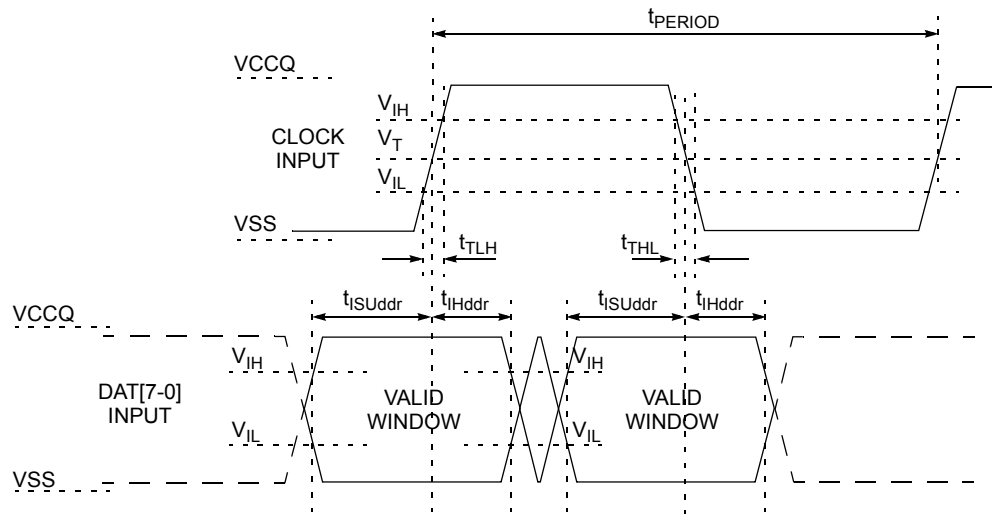 tPERIOD
VCCQ
VIH
CLOCK
INPUT
VT
VIL
VSS
tTLH
tTHL
VCCQ
tISUddr
tIHddr
tISUddr
tIHddr
VIH
VIH
DAT[7-0]
INPUT
VALID
WINDOW
VALID
WINDOW
VIL
VIL
VSS